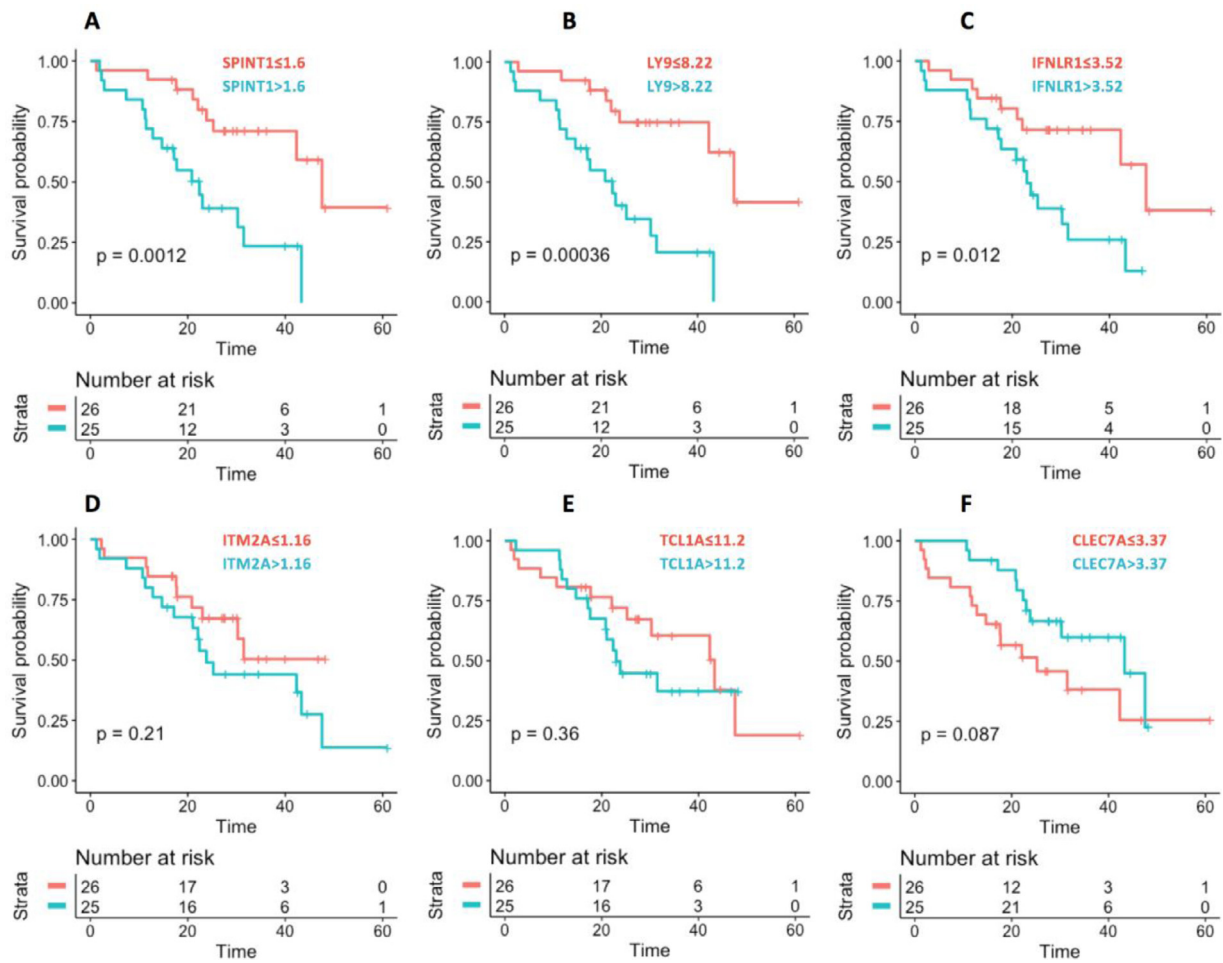 A
SPINT1≤1.6
SPINT1>1.6
1.00
0.75
0.50
0.25
0.00
Survival probability
p = 0.0012
0 20 40 60
Time
Number at risk
Strata
26 21 6 1
25 12 3 0
0 20 40 60
Time
B
LY9≤8.22
LY9>8.22
1.00
0.75
0.50
0.25
0.00
Survival probability
p = 0.00036
0 20 40 60
Time
Number at risk
Strata
26 21 6 1
25 12 3 0
0 20 40 60
Time
C
IFNLR1≤3.52
IFNLR1>3.52
1.00
0.75
0.50
0.25
0.00
Survival probability
p = 0.012
0 20 40 60
Time
Number at risk
Strata
26 18 5 1
25 15 4 0
0 20 40 60
Time
D
ITM2A≤1.16
ITM2A>1.16
1.00
0.75
0.50
0.25
0.00
Survival probability
p = 0.21
0 20 40 60
Time
Number at risk
Strata
26 17 3 0
25 16 6 1
0 20 40 60
Time
E
TCL1A≤11.2
TCL1A>11.2
1.00
0.75
0.50
0.25
0.00
Survival probability
p = 0.36
0 20 40 60
Time
Number at risk
Strata
26 17 6 1
25 16 3 0
0 20 40 60
Time
F
CLEC7A≤3.37
CLEC7A>3.37
1.00
0.75
0.50
0.25
0.00
Survival probability
p = 0.087
0 20 40 60
Time
Number at risk
Strata
26 12 3 1
25 21 6 0
0 20 40 60
Time